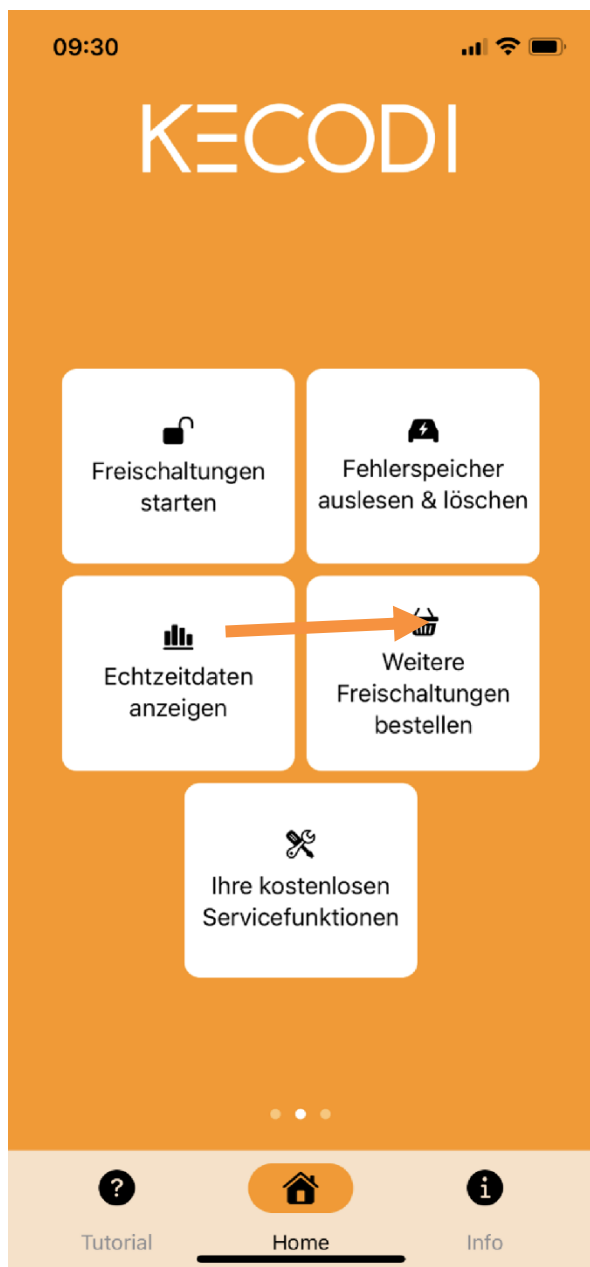 09:30
KECODI
Freischaltungen
starten
Fehlerspeicher
auslesen & löschen
Echtzeitdaten
anzeigen
Weitere
Freischaltungen
bestellen
Ihre kostenlosen
Servicefunktionen
Tutorial
Home
Info